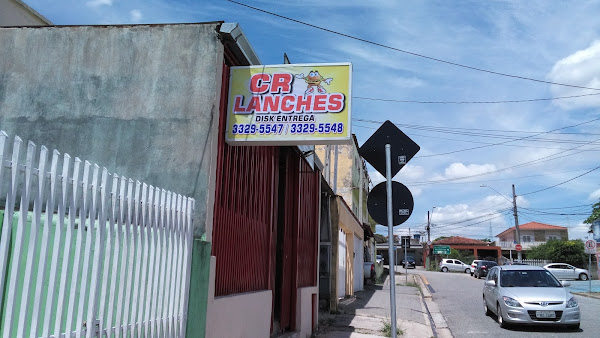 CR
LANCHES
DISK ENTREGA
3329-5547 / 3329-5548